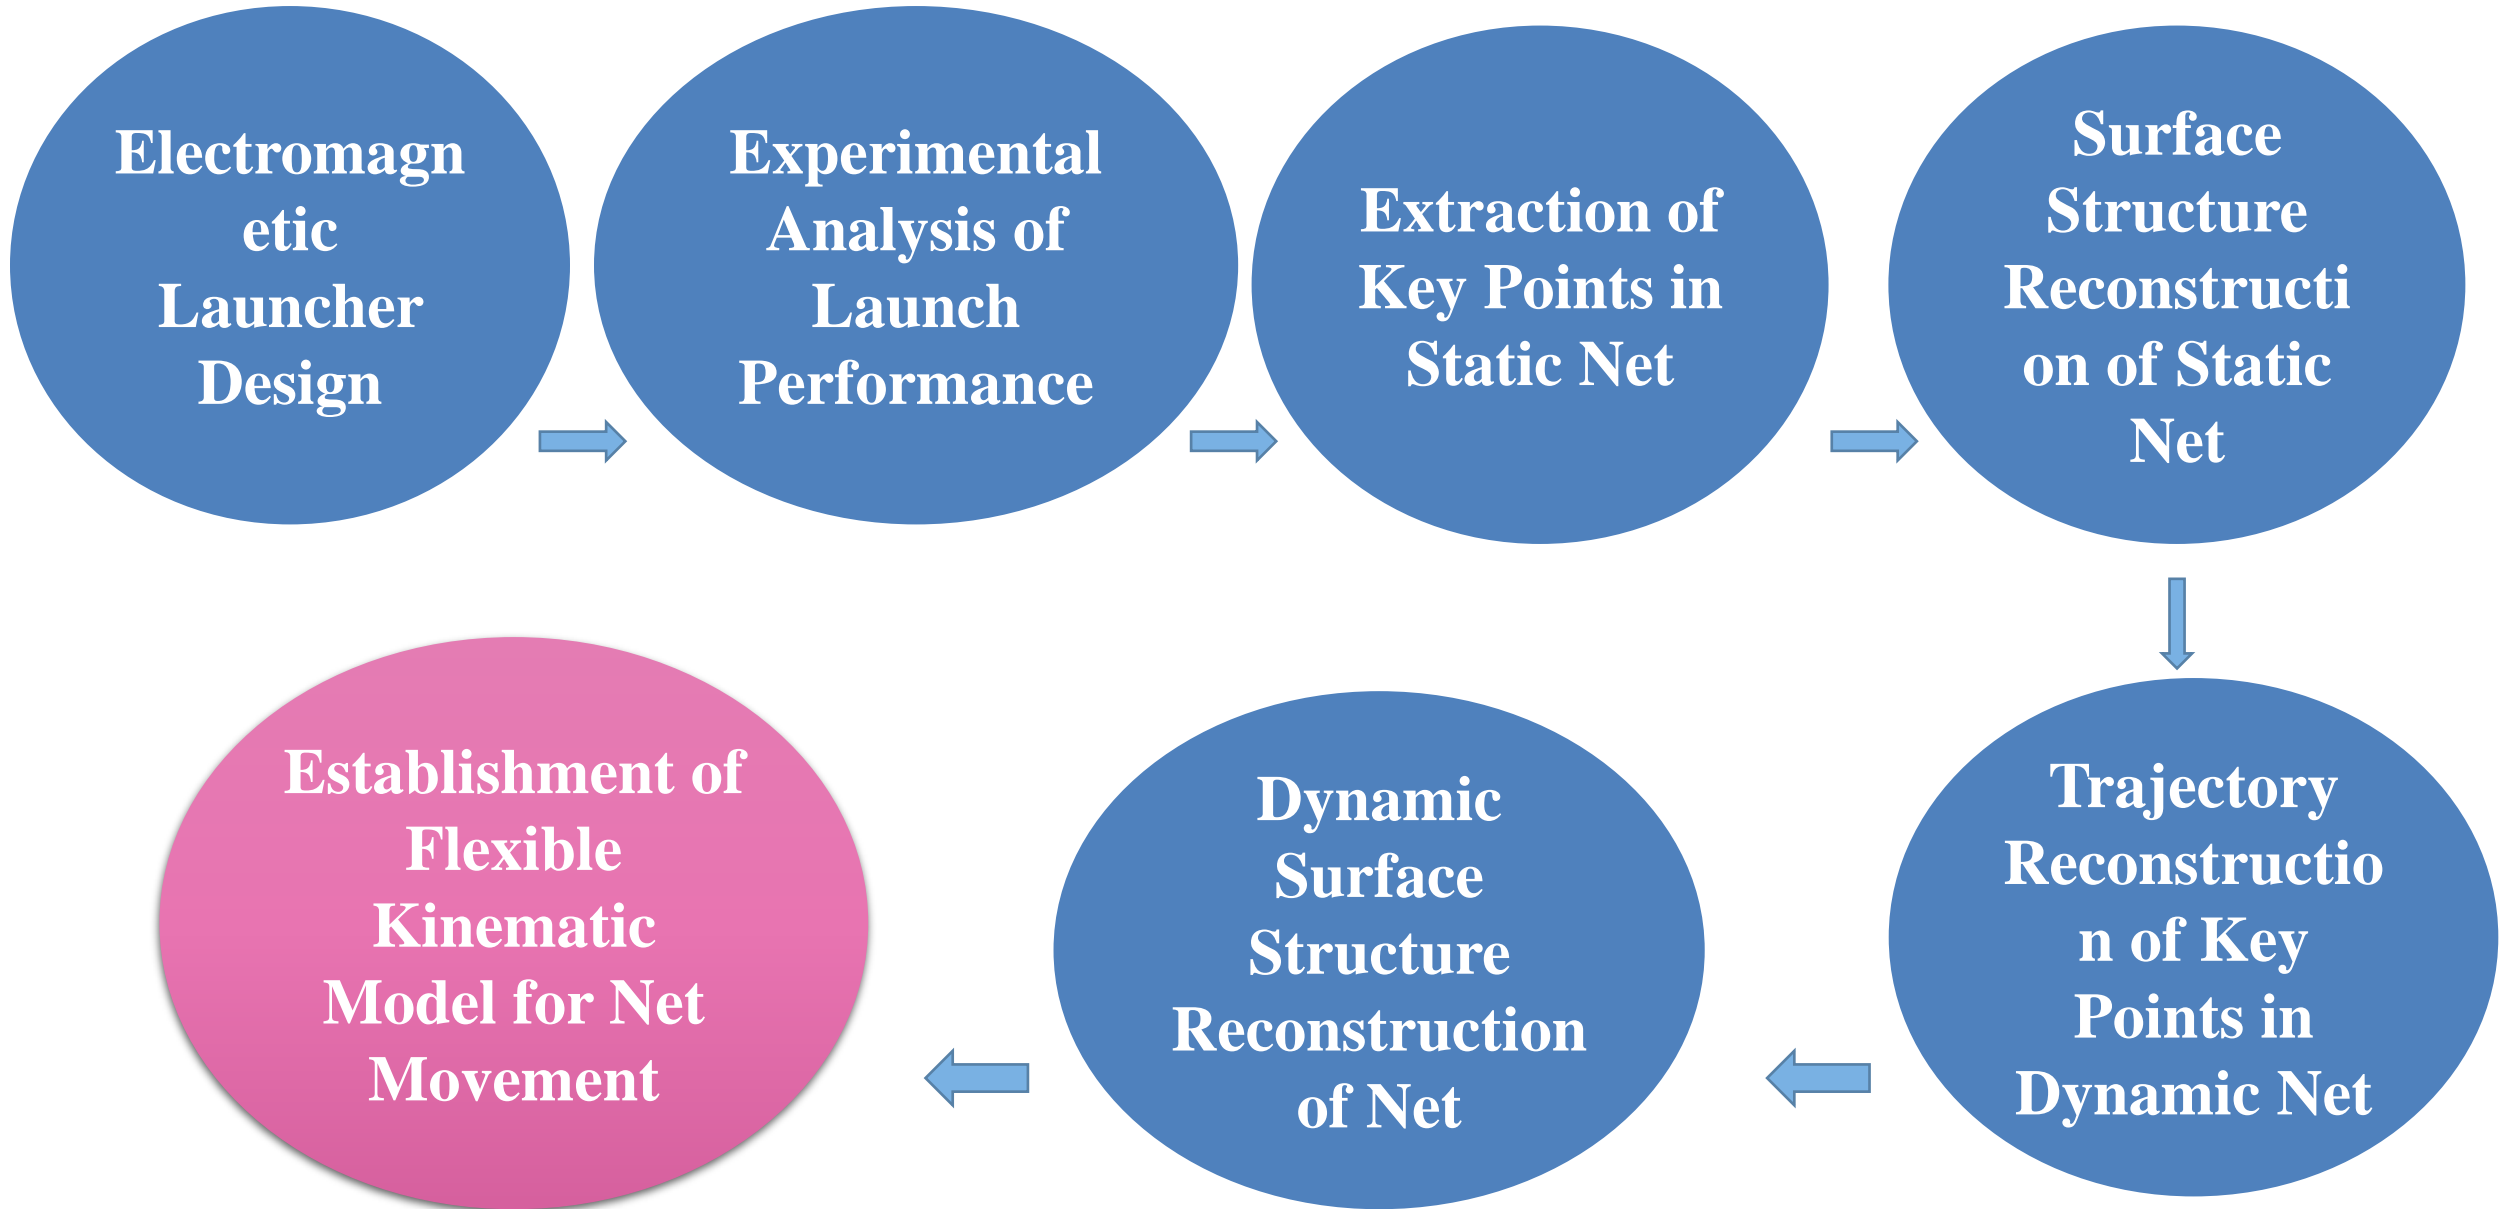 Electromagn
etic
Launcher
Design
Experimental
Analysis of
Launch
Performance
Extraction of
Key Points in
Static Net
Surface
Structure
Reconstructi
on of Static
Net
Trajectory
Reconstructio
n of Key
Points in
Dynamic Net
Dynamic
Surface
Structure
Reconstruction
of Net
Establishment of
Flexible
Kinematic
Model for Net
Movement